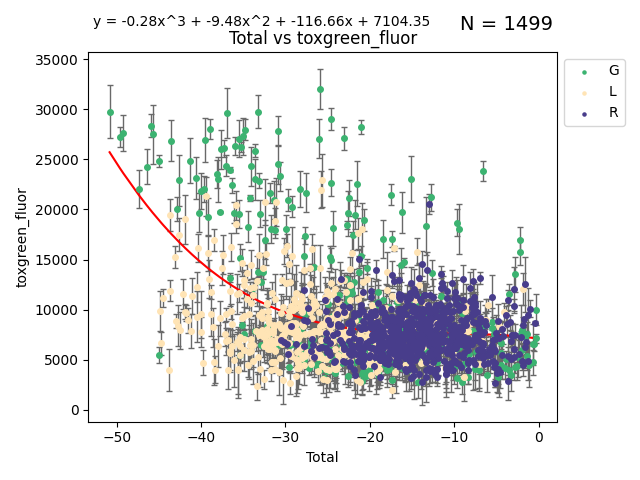 y = -0.28x^3 + -9.48x^2 + -116.66x + 7104.35
N = 1499
Total vs toxgreen_fluor
35000
30000
25000
20000
15000
10000
5000
0
toxgreen_fluor
−50
−40
−30
−20
−10
0
Total
G
L
R